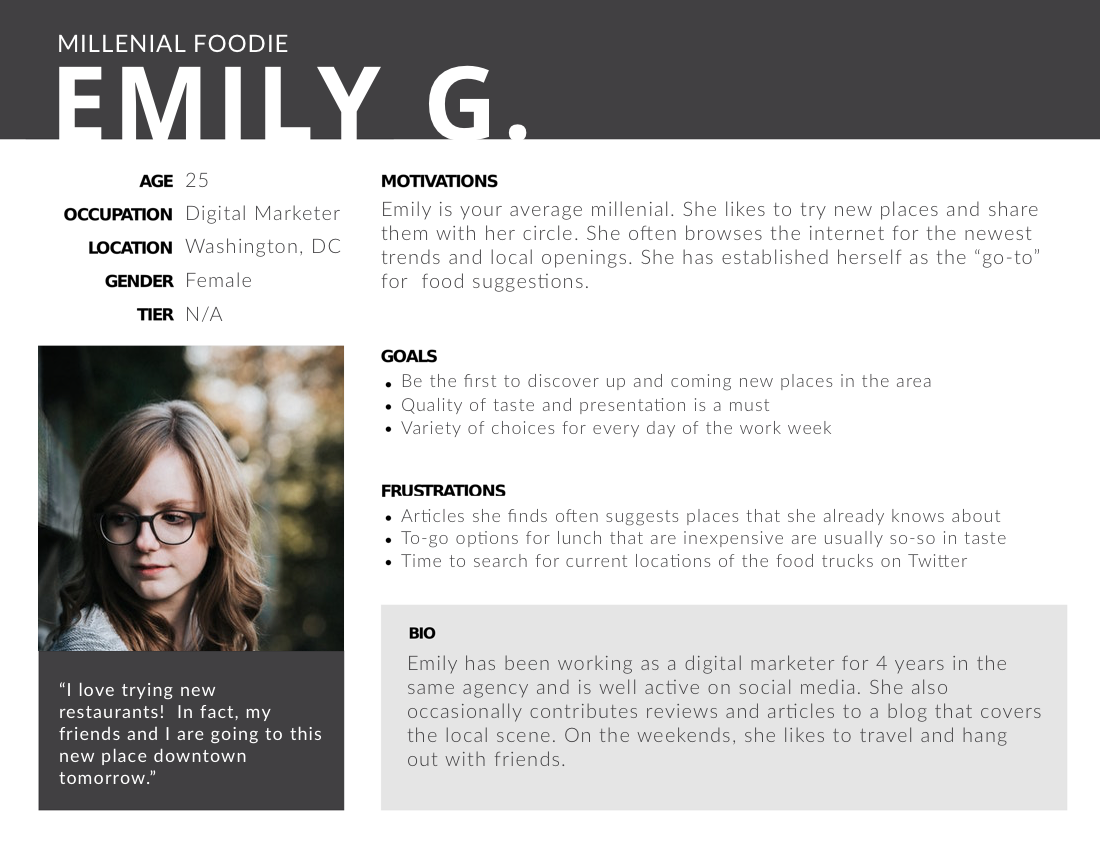 MILLENIAL FOODIE
EMILY G.
AGE 25
OCCUPATION Digital Marketer
LOCATION Washington, DC
GENDER Female
TIER N/A
“I love trying new
restaurants!  In fact, my
friends and I are going to this
new place downtown
tomorrow.”
MOTIVATIONS
Emily is your average millenial. She likes to try new places and share
them with her circle. She often browses the internet for the newest
trends and local openings. She has established herself as the “go-to”
for  food suggestions.
GOALS
• Be the first to discover up and coming new places in the area
• Quality of taste and presentation is a must
• Variety of choices for every day of the work week
FRUSTRATIONS
• Articles she finds often suggests places that she already knows about
• To-go options for lunch that are inexpensive are usually so-so in taste
• Time to search for current locations of the food trucks on Twitter
BIO
Emily has been working as a digital marketer for 4 years in the
same agency and is well active on social media. She also
occasionally contributes reviews and articles to a blog that covers
the local scene. On the weekends, she likes to travel and hang
out with friends.